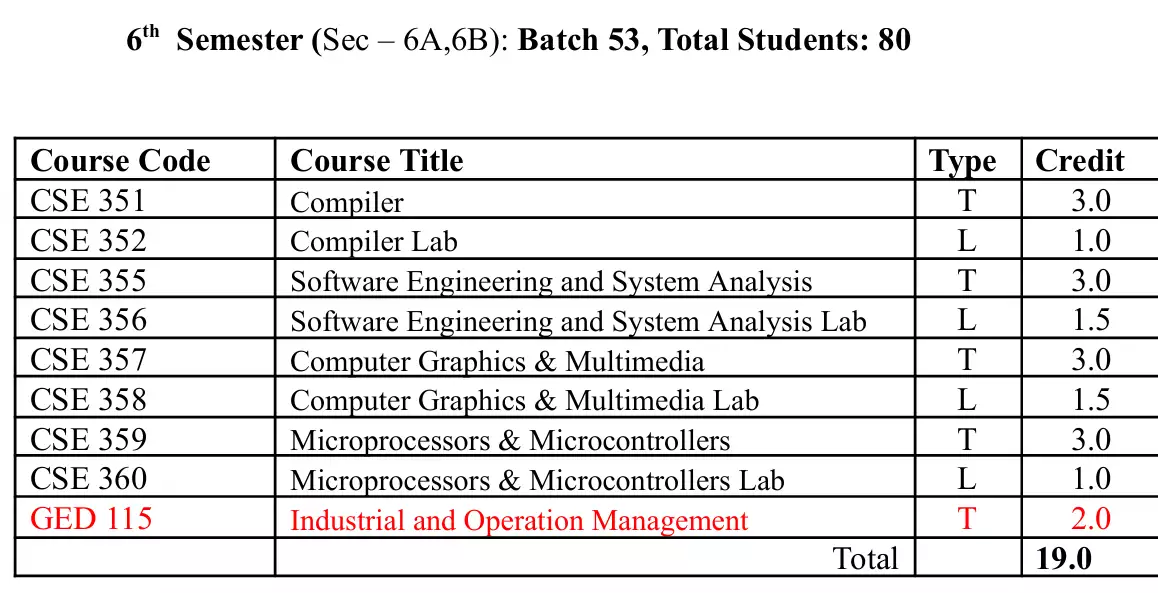 6th Semester (Sec – 6A,6B): Batch 53, Total Students: 80
Course Code Course Title Type Credit
CSE 351 Compiler T 3.0
CSE 352 Compiler Lab L 1.0
CSE 355 Software Engineering and System Analysis T 3.0
CSE 356 Software Engineering and System Analysis Lab L 1.5
CSE 357 Computer Graphics & Multimedia T 3.0
CSE 358 Computer Graphics & Multimedia Lab L 1.5
CSE 359 Microprocessors & Microcontrollers T 3.0
CSE 360 Microprocessors & Microcontrollers Lab L 1.0
GED 115 Industrial and Operation Management T 2.0
Total 19.0